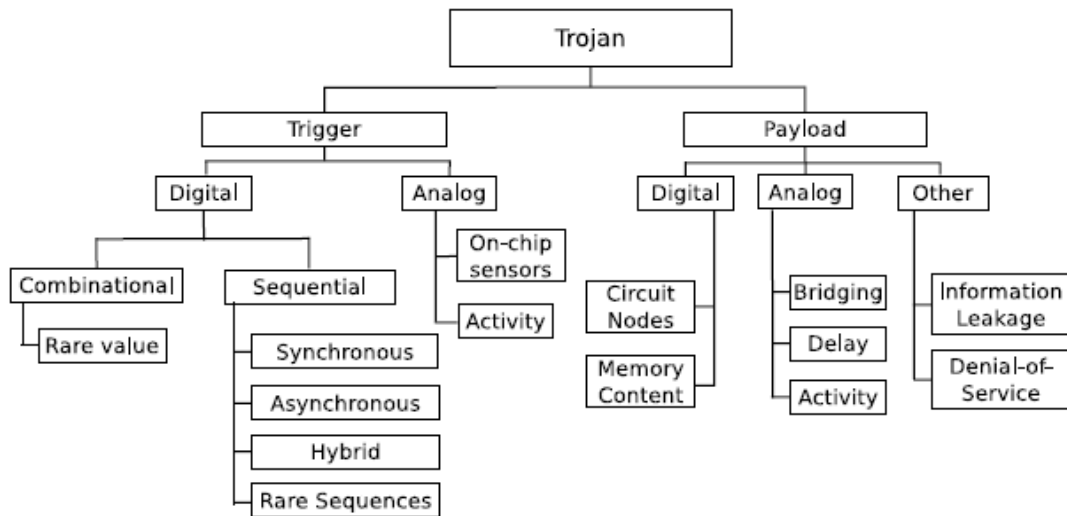 Trojan
Trigger
Payload
Digital
Analog
Digital
Analog
Other
On-chip
sensors
Combinational
Sequential
Circuit
Nodes
Bridging
Information
Leakage
Activity
Rare value
Synchronous
Delay
Memory
Content
Denial-of-
Service
Asynchronous
Activity
Hybrid
Rare Sequences